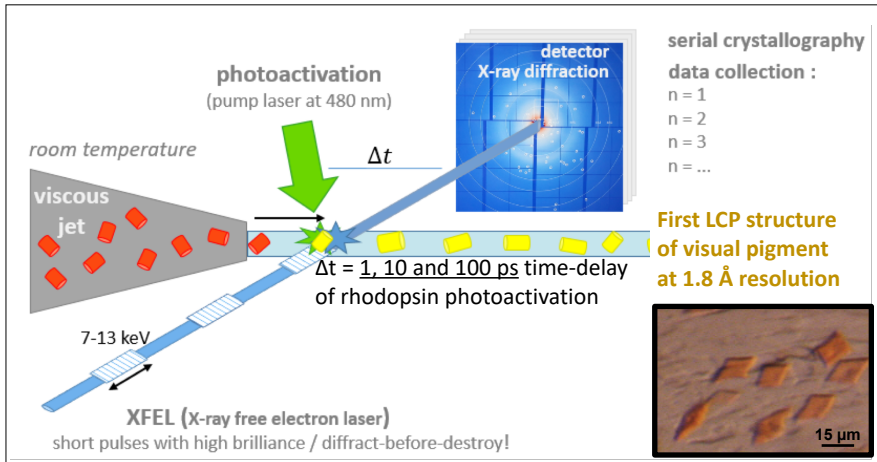 photoactivation
(pump laser at 480 nm)
detector
X-ray diffraction
serial crystallography
data collection :
n = 1
n = 2
n = 3
n = ...
room temperature
Δt
viscous
jet
First LCP structure
of visual pigment
at 1.8 Å resolution
Δt = 1, 10 and 100 ps time-delay
of rhodopsin photoactivation
7-13 keV
XFEL (X-ray free electron laser)
short pulses with high brilliance / diffract-before-destroy!
15 µm